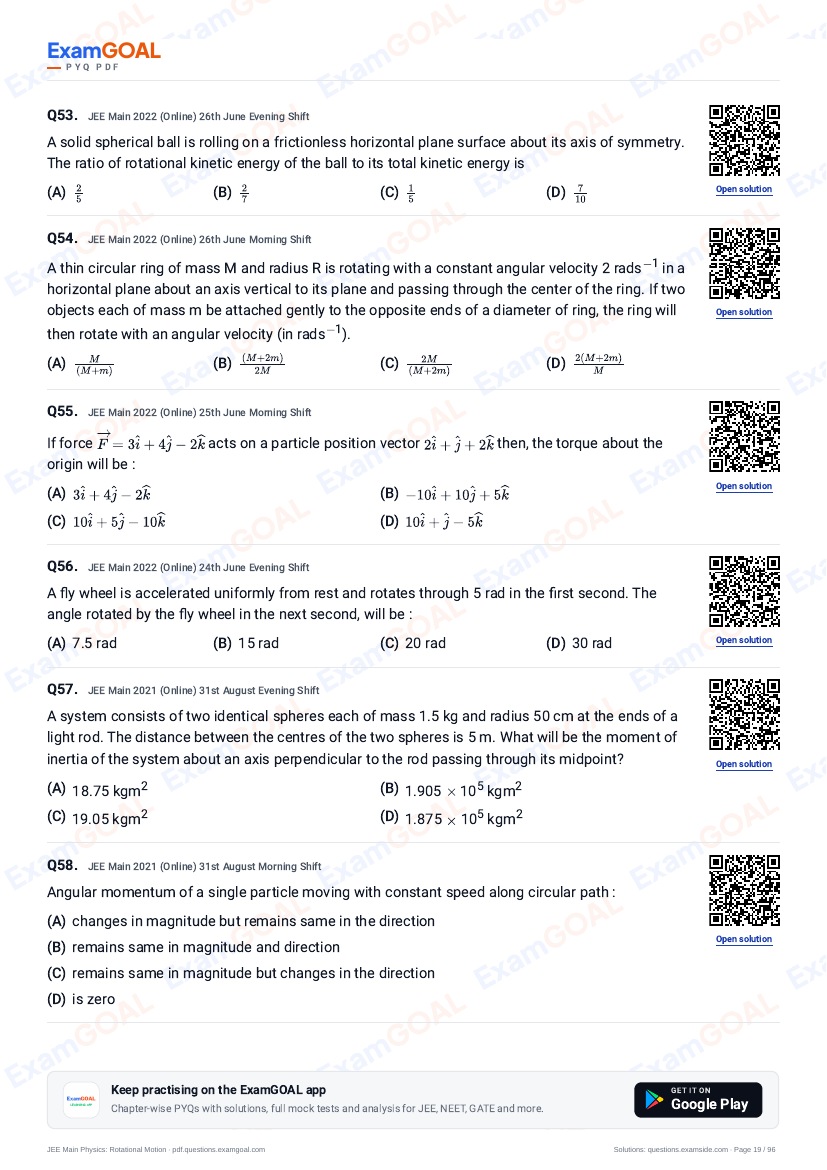 ExamGOAL
PYQ PDF
Q53. JEE Main 2022 (Online) 26th June Evening Shift
A solid spherical ball is rolling on a frictionless horizontal plane surface about its axis of symmetry.
The ratio of rotational kinetic energy of the ball to its total kinetic energy is
(A) 2/5 (B) 2/7 (C) 1/5 (D) 7/10
Open solution
Q54. JEE Main 2022 (Online) 26th June Morning Shift
A thin circular ring of mass M and radius R is rotating with a constant angular velocity 2 rads⁻¹ in a
horizontal plane about an axis vertical to its plane and passing through the center of the ring. If two
objects each of mass m be attached gently to the opposite ends of a diameter of ring, the ring will
then rotate with an angular velocity (in rads⁻¹).
(A) M/(M+m) (B) (M+2m)/2M (C) 2M/(M+2m) (D) 2(M+2m)/M
Open solution
Q55. JEE Main 2022 (Online) 25th June Morning Shift
If force F⃗ = 3î + 4ĵ − 2k̂ acts on a particle position vector 2î + ĵ + 2k̂ then, the torque about the
origin will be :
(A) 3î + 4ĵ − 2k̂ (B) −10î + 10ĵ + 5k̂
(C) 10î + 5ĵ − 10k̂ (D) 10î + ĵ − 5k̂
Open solution
Q56. JEE Main 2022 (Online) 24th June Evening Shift
A fly wheel is accelerated uniformly from rest and rotates through 5 rad in the first second. The
angle rotated by the fly wheel in the next second, will be :
(A) 7.5 rad (B) 15 rad (C) 20 rad (D) 30 rad
Open solution
Q57. JEE Main 2021 (Online) 31st August Evening Shift
A system consists of two identical spheres each of mass 1.5 kg and radius 50 cm at the ends of a
light rod. The distance between the centres of the two spheres is 5 m. What will be the moment of
inertia of the system about an axis perpendicular to the rod passing through its midpoint?
(A) 18.75 kgm² (B) 1.905 × 10⁵ kgm²
(C) 19.05 kgm² (D) 1.875 × 10⁵ kgm²
Open solution
Q58. JEE Main 2021 (Online) 31st August Morning Shift
Angular momentum of a single particle moving with constant speed along circular path :
(A) changes in magnitude but remains same in the direction
(B) remains same in magnitude and direction
(C) remains same in magnitude but changes in the direction
(D) is zero
Open solution
ExamGOAL
Keep practising on the ExamGOAL app
Chapter-wise PYQs with solutions, full mock tests and analysis for JEE, NEET, GATE and more.
GET IT ON
Google Play
JEE Main Physics: Rotational Motion · pdf.questions.examgoal.com
Solutions: questions.examside.com · Page 19 / 96